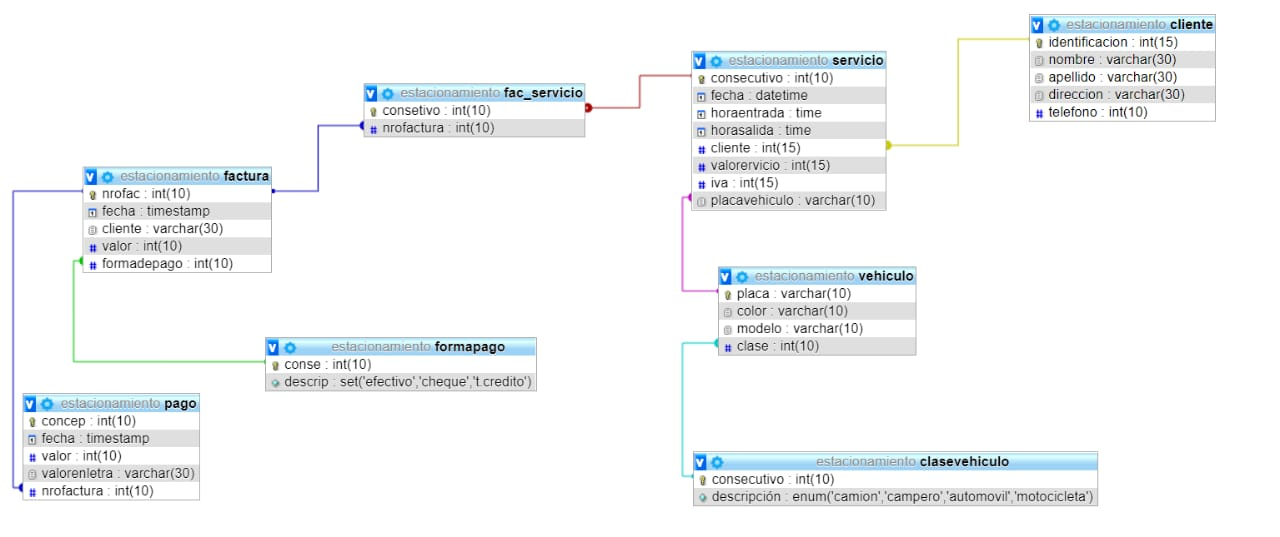 estacionamiento cliente
identificacion : int(15)
nombre : varchar(30)
apellido : varchar(30)
direccion : varchar(30)
telefono : int(10)
estacionamiento servicio
consecutivo : int(10)
fecha : datetime
horaentrada : time
horasalida : time
cliente : int(15)
valorervicio : int(15)
iva : int(15)
placavehiculo : varchar(10)
estacionamiento fac_servicio
consetivo : int(10)
nrofactura : int(10)
estacionamiento factura
nrofac : int(10)
fecha : timestamp
cliente : varchar(30)
valor : int(10)
formadepago : int(10)
estacionamiento vehiculo
placa : varchar(10)
color : varchar(10)
modelo : varchar(10)
clase : int(10)
estacionamiento formapago
conse : int(10)
descrip : set('efectivo','cheque','t.credito')
estacionamiento pago
concep : int(10)
fecha : timestamp
valor : int(10)
valorenletra : varchar(30)
nrofactura : int(10)
estacionamiento clasevehiculo
consecutivo : int(10)
descripción : enum('camion','campero','automovil','motocicleta')